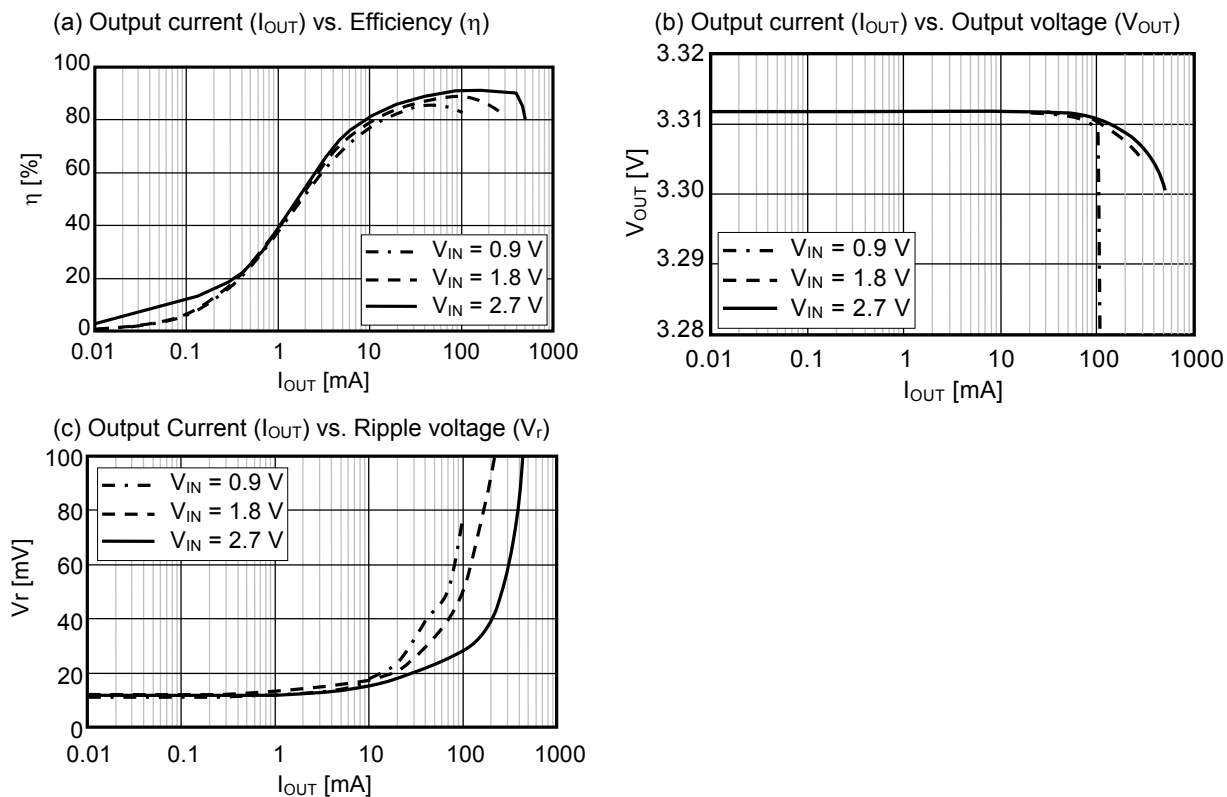 (a) Output current (IOUT) vs. Efficiency (η)
100
80
60
40
20
0
η [%]
0.01 0.1 1 10 100 1000
IOUT [mA]
VIN = 0.9 V
VIN = 1.8 V
VIN = 2.7 V
(b) Output current (IOUT) vs. Output voltage (VOUT)
3.32
3.31
3.30
3.29
3.28
VOUT [V]
0.01 0.1 1 10 100 1000
IOUT [mA]
VIN = 0.9 V
VIN = 1.8 V
VIN = 2.7 V
(c) Output Current (IOUT) vs. Ripple voltage (Vr)
100
80
60
40
20
0
Vr [mV]
0.01 0.1 1 10 100 1000
IOUT [mA]
VIN = 0.9 V
VIN = 1.8 V
VIN = 2.7 V